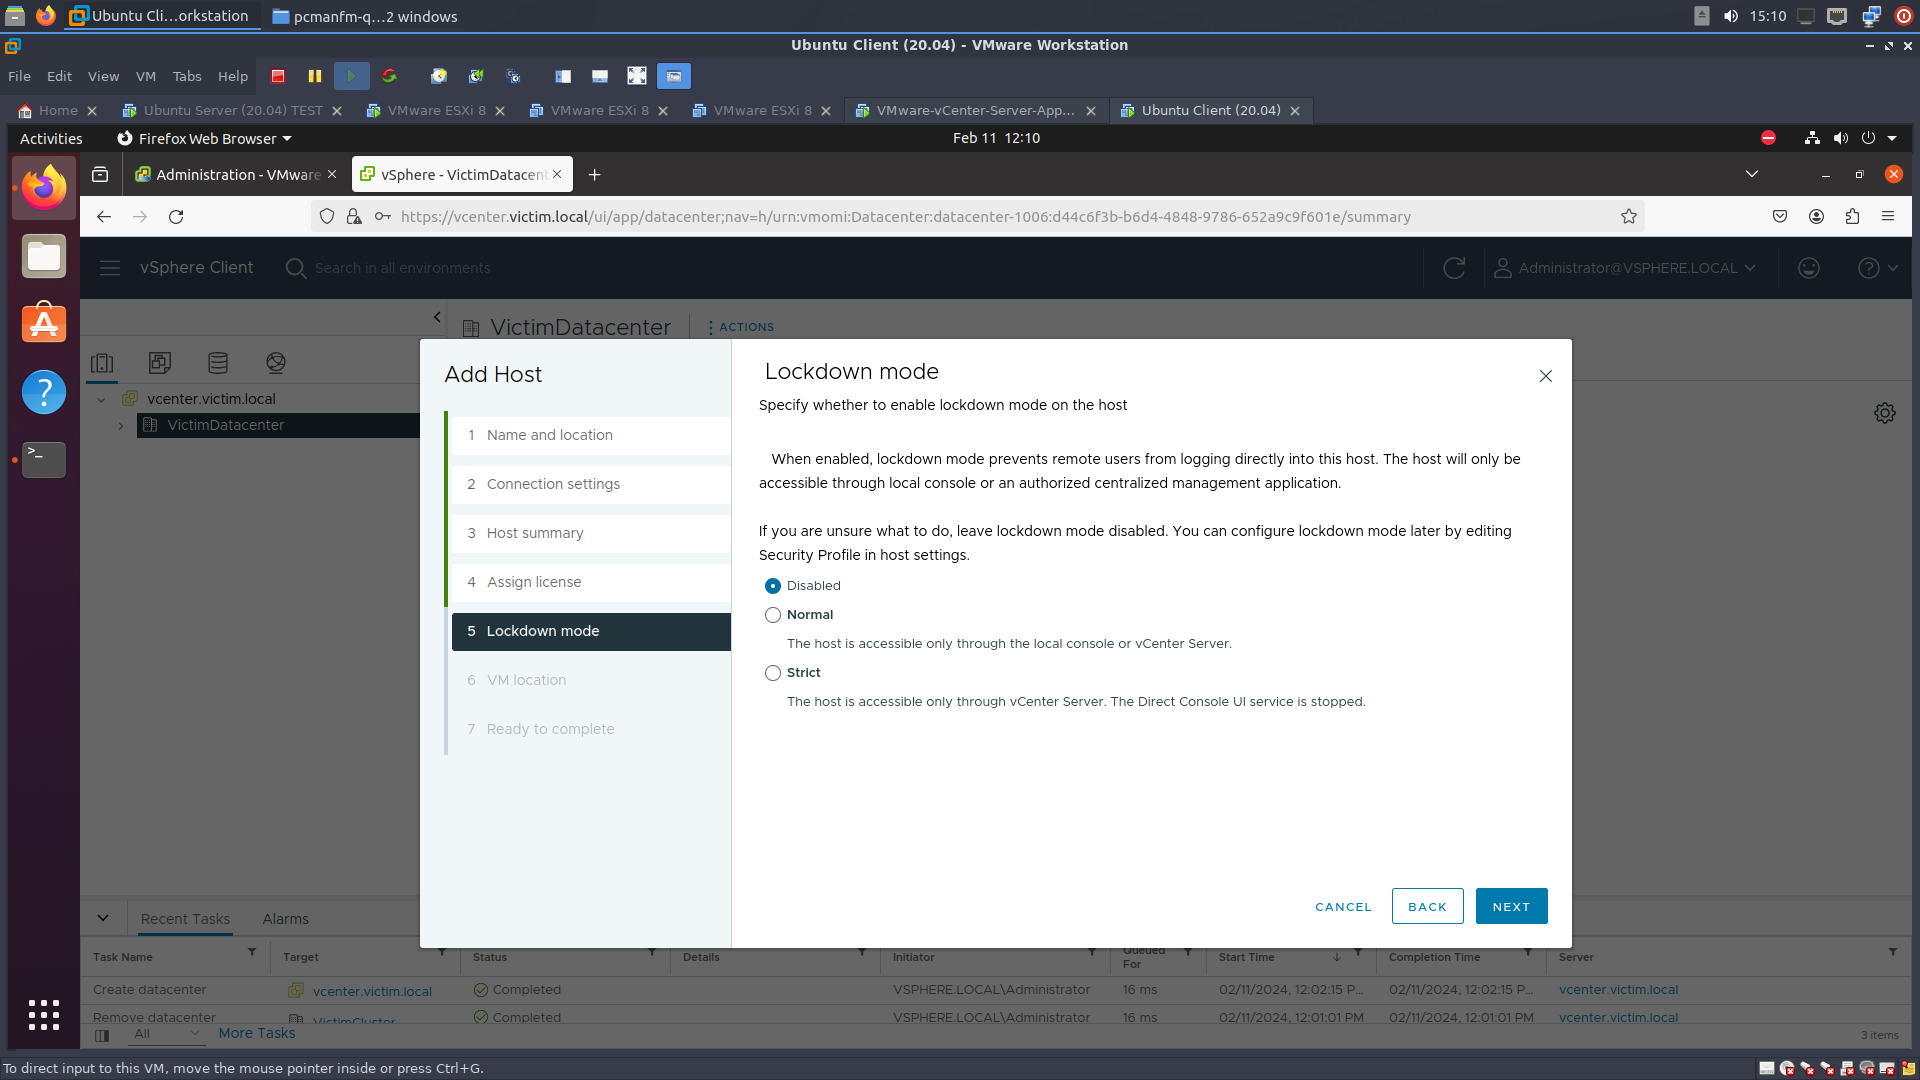 Ubuntu Cli...orkstation
pcmanfm-q...2 windows
15:10
Ubuntu Client (20.04) - VMware Workstation
File Edit View VM Tabs Help
Home
Ubuntu Server (20.04) TEST
VMware ESXi 8
VMware ESXi 8
VMware ESXi 8
VMware-vCenter-Server-App...
Ubuntu Client (20.04)
Activities
Firefox Web Browser
Feb 11 12:10
Administration - VMware
vSphere - VictimDatacent
https://vcenter.victim.local/ui/app/datacenter;nav=h/urn:vmomi:Datacenter:datacenter-1006:d44c6f3b-b6d4-4848-9786-652a9c9f601e/summary
vSphere Client
Search in all environments
Administrator@VSPHERE.LOCAL
VictimDatacenter
ACTIONS
vcenter.victim.local
VictimDatacenter
Add Host
1 Name and location
2 Connection settings
3 Host summary
4 Assign license
5 Lockdown mode
6 VM location
7 Ready to complete
Lockdown mode
Specify whether to enable lockdown mode on the host
When enabled, lockdown mode prevents remote users from logging directly into this host. The host will only be
accessible through local console or an authorized centralized management application.
If you are unsure what to do, leave lockdown mode disabled. You can configure lockdown mode later by editing
Security Profile in host settings.
Disabled
Normal
The host is accessible only through the local console or vCenter Server.
Strict
The host is accessible only through vCenter Server. The Direct Console UI service is stopped.
CANCEL
BACK
NEXT
Recent Tasks
Alarms
Task Name Target Status Details Initiator Queued For Start Time Completion Time Server
Create datacenter vcenter.victim.local Completed VSPHERE.LOCAL\Administrator 16 ms 02/11/2024, 12:02:15 P... 02/11/2024, 12:02:15 P... vcenter.victim.local
Remove datacenter VictimCluster Completed VSPHERE.LOCAL\Administrator 16 ms 02/11/2024, 12:01:01 PM 02/11/2024, 12:01:01 PM vcenter.victim.local
All
More Tasks
3 items
To direct input to this VM, move the mouse pointer inside or press Ctrl+G.